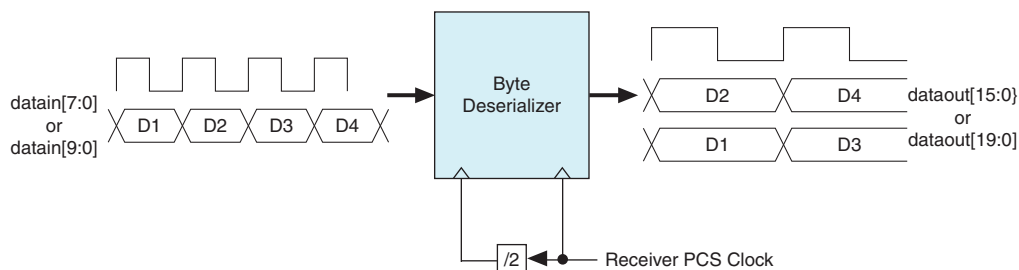 datain[7:0]
or
datain[9:0]
D1 D2 D3 D4
Byte
Deserializer
D2 D4
D1 D3
dataout[15:0}
or
dataout[19:0]
/2
Receiver PCS Clock